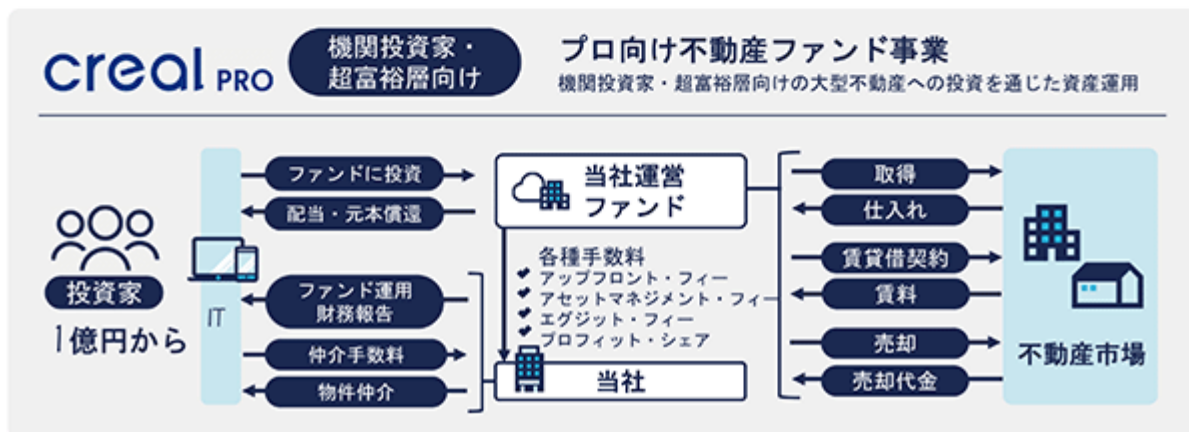 creal PRO
機関投資家・
超富裕層向け
プロ向け不動産ファンド事業
機関投資家・超富裕層向けの大型不動産への投資を通じた資産運用
投資家
1億円から
IT
ファンドに投資
配当・元本償還
ファンド運用
財務報告
仲介手数料
物件仲介
当社運営
ファンド
各種手数料
アップフロント・フィー
アセットマネジメント・フィー
エグジット・フィー
プロフィット・シェア
当社
取得
仕入れ
賃貸借契約
賃料
売却
売却代金
不動産市場